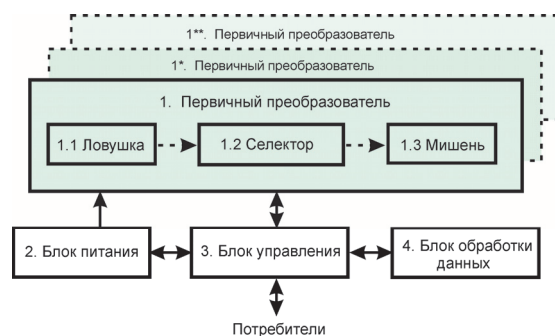 1**. Первичный преобразователь
1*. Первичный преобразователь
1. Первичный преобразователь
1.1 Ловушка
1.2 Селектор
1.3 Мишень
2. Блок питания
3. Блок управления
4. Блок обработки
данных
Потребители